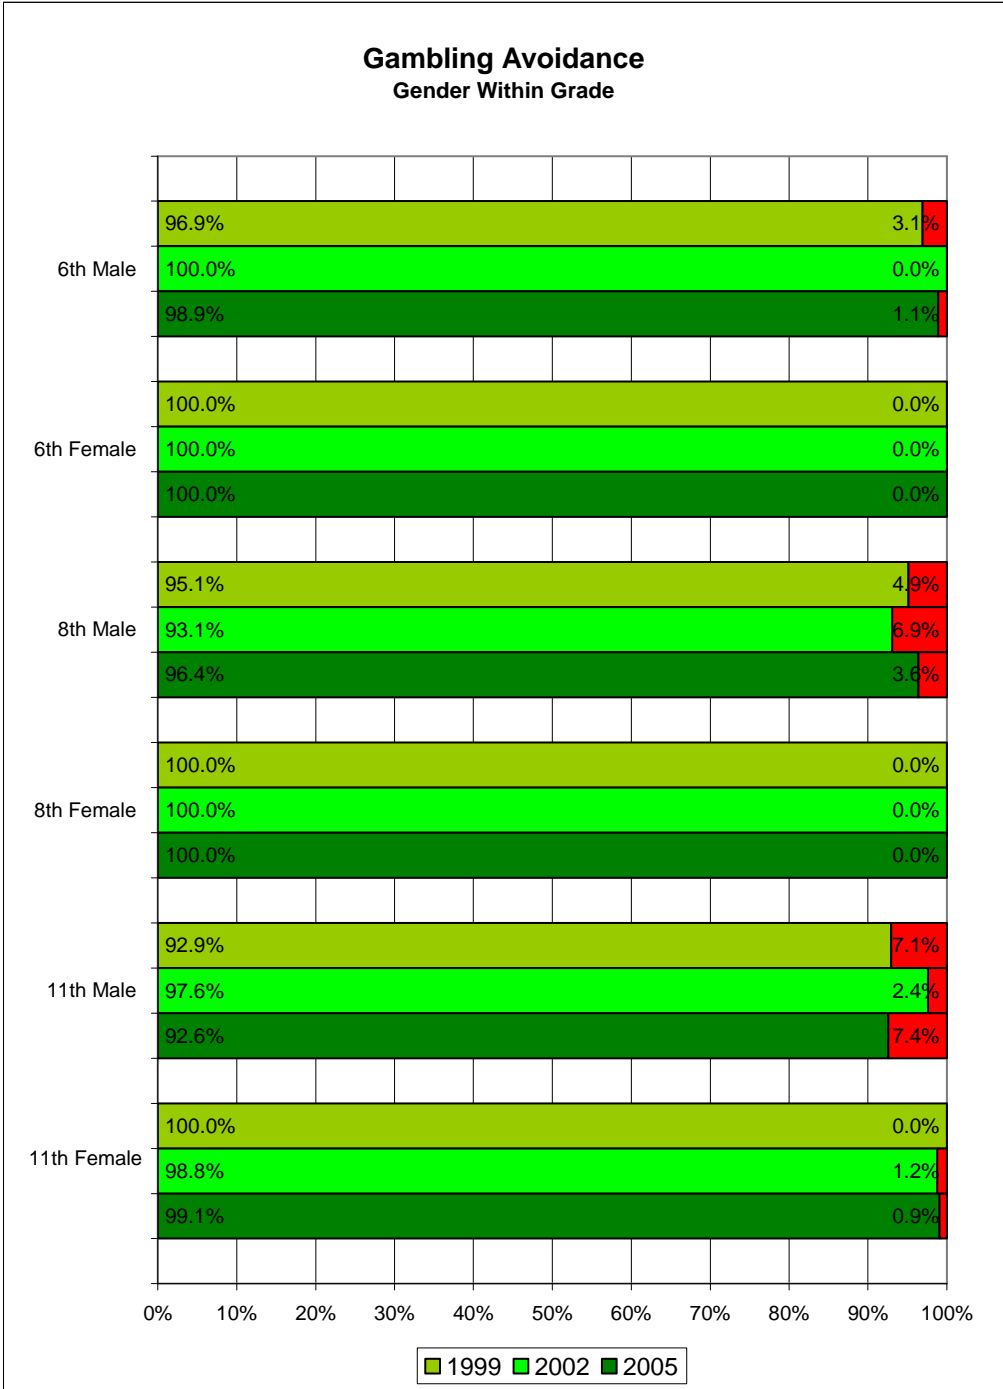 Gambling Avoidance
Gender Within Grade
96.9% 3.1%
6th Male 100.0% 0.0%
98.9% 1.1%
100.0% 0.0%
6th Female 100.0% 0.0%
100.0% 0.0%
95.1% 4.9%
8th Male 93.1% 6.9%
96.4% 3.6%
100.0% 0.0%
8th Female 100.0% 0.0%
100.0% 0.0%
92.9% 7.1%
11th Male 97.6% 2.4%
92.6% 7.4%
100.0% 0.0%
11th Female 98.8% 1.2%
99.1% 0.9%
0% 10% 20% 30% 40% 50% 60% 70% 80% 90% 100%
1999 2002 2005